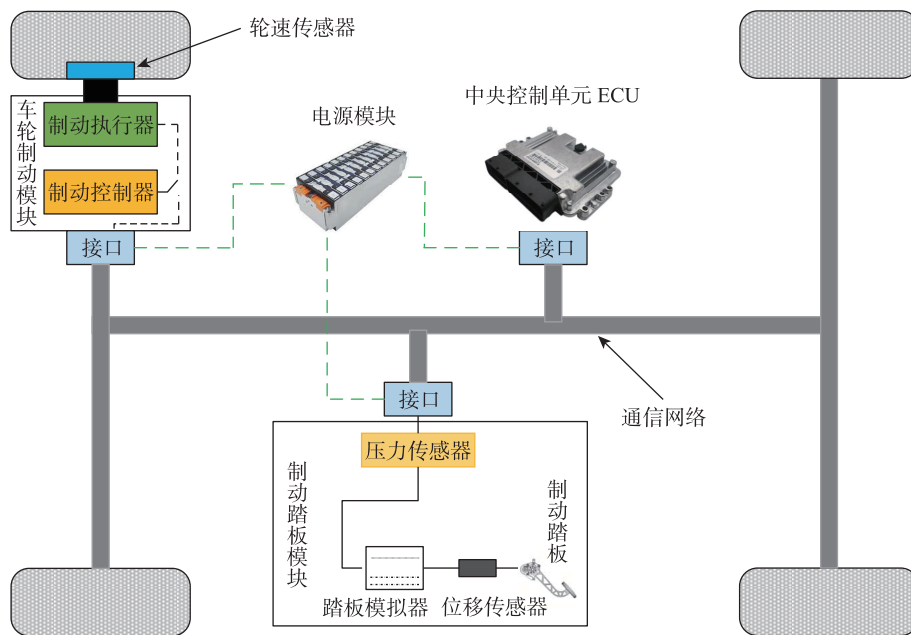 轮速传感器
中央控制单元 ECU
电源模块
车轮制动模块
制动执行器
制动控制器
接口
接口
接口
通信网络
压力传感器
制动踏板模块
制动踏板
踏板模拟器
位移传感器